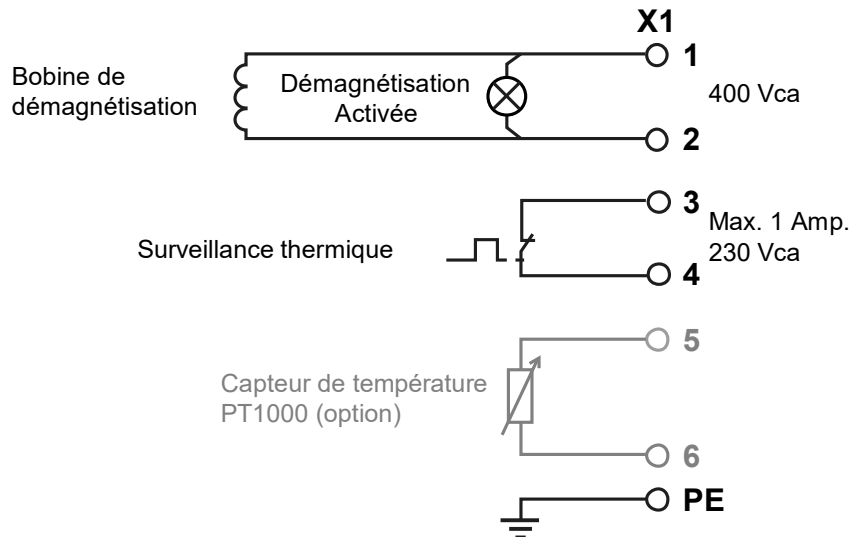 X1
1
Bobine de
démagnétisation
Démagnétisation
Activée
400 Vca
2
3
Surveillance thermique
Max. 1 Amp.
230 Vca
4
5
Capteur de température
PT1000 (option)
6
PE